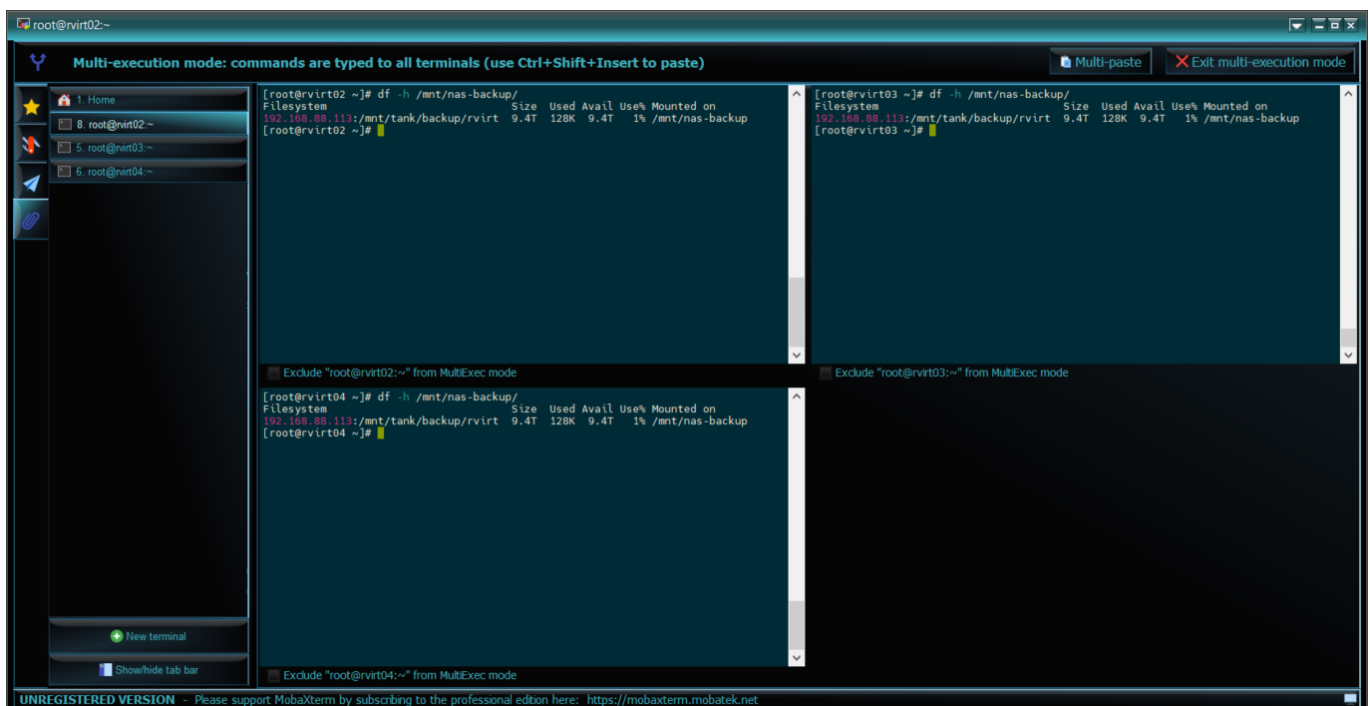 root@rvirt02:~
Multi-execution mode: commands are typed to all terminals (use Ctrl+Shift+Insert to paste)
Multi-paste
Exit multi-execution mode
1. Home
8. root@rvirt02:~
5. root@rvirt03:~
6. root@rvirt04:~
[root@rvirt02 ~]# df -h /mnt/nas-backup/
Filesystem Size Used Avail Use% Mounted on
192.168.88.113:/mnt/tank/backup/rvirt 9.4T 128K 9.4T 1% /mnt/nas-backup
[root@rvirt02 ~]#
Exclude "root@rvirt02:~" from MultiExec mode
[root@rvirt03 ~]# df -h /mnt/nas-backup/
Filesystem Size Used Avail Use% Mounted on
192.168.88.113:/mnt/tank/backup/rvirt 9.4T 128K 9.4T 1% /mnt/nas-backup
[root@rvirt03 ~]#
Exclude "root@rvirt03:~" from MultiExec mode
[root@rvirt04 ~]# df -h /mnt/nas-backup/
Filesystem Size Used Avail Use% Mounted on
192.168.88.113:/mnt/tank/backup/rvirt 9.4T 128K 9.4T 1% /mnt/nas-backup
[root@rvirt04 ~]#
Exclude "root@rvirt04:~" from MultiExec mode
New terminal
Show/hide tab bar
UNREGISTERED VERSION - Please support MobaXterm by subscribing to the professional edition here: https://mobaxterm.mobatek.net